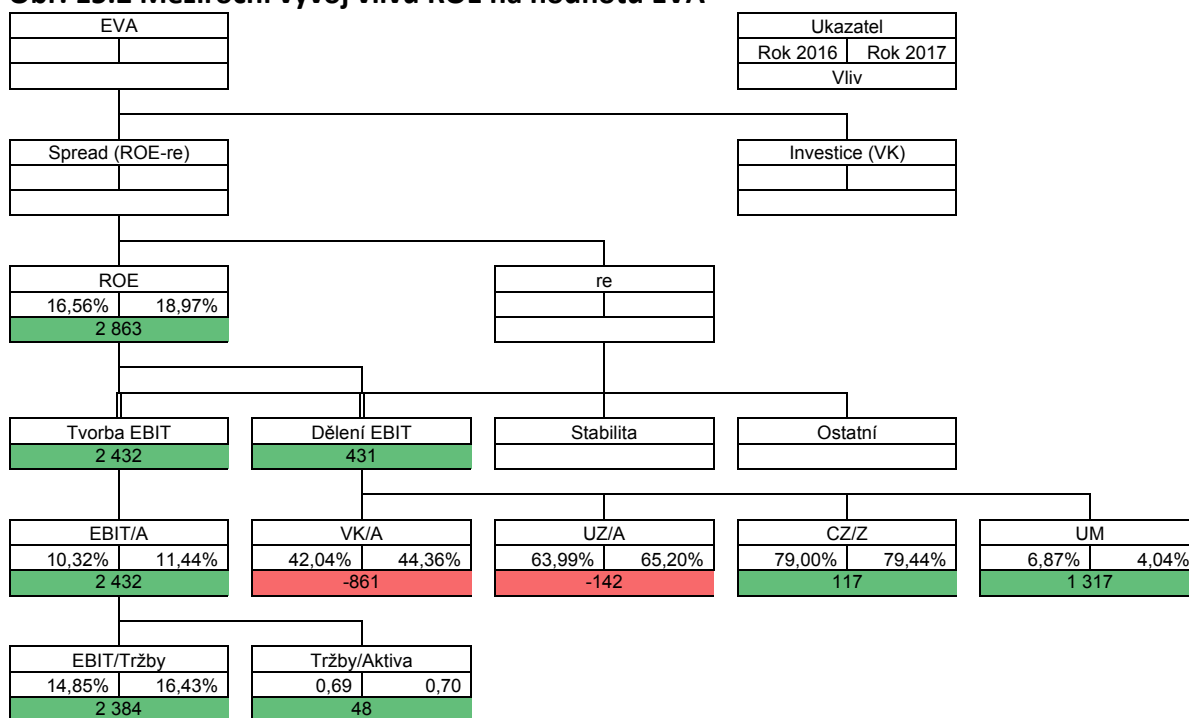 Obr. 15.2 Meziroční vývoj vlivu ROE na hodnotu EVA
EVA
Ukazatel
Rok 2016 Rok 2017
Vliv
Spread (ROE-re)
Investice (VK)
ROE
re
16,56% 18,97%
2 863
Tvorba EBIT
Dělení EBIT
Stabilita
Ostatní
2 432
431
EBIT/A
VK/A
UZ/A
CZ/Z
UM
10,32% 11,44%
42,04% 44,36%
63,99% 65,20%
79,00% 79,44%
6,87% 4,04%
2 432
-861
-142
117
1 317
EBIT/Tržby
Tržby/Aktiva
14,85% 16,43%
0,69 0,70
2 384
48